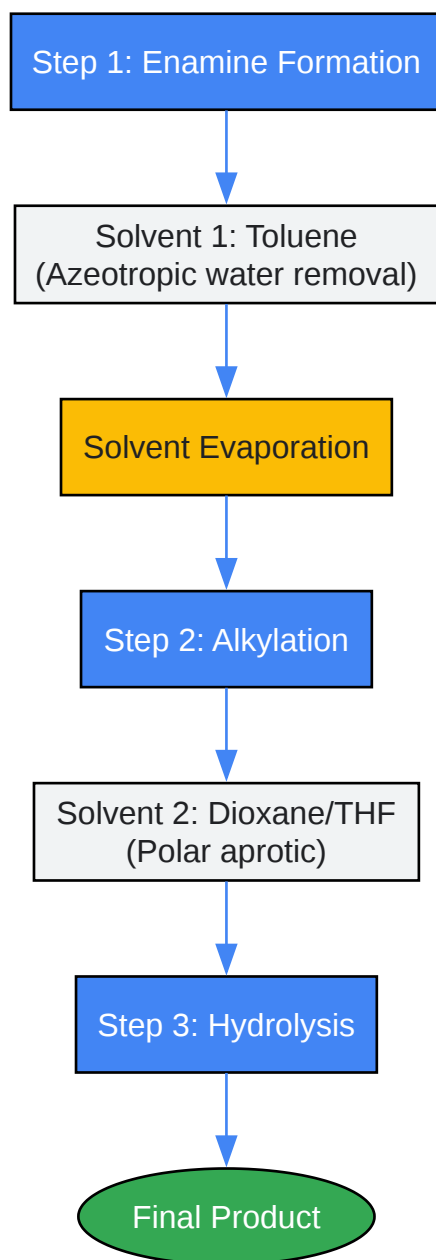 Step 1: Enamine Formation
Solvent 1: Toluene
(Azeotropic water removal)
Solvent Evaporation
Step 2: Alkylation
Solvent 2: Dioxane/THF
(Polar aprotic)
Step 3: Hydrolysis
Final Product